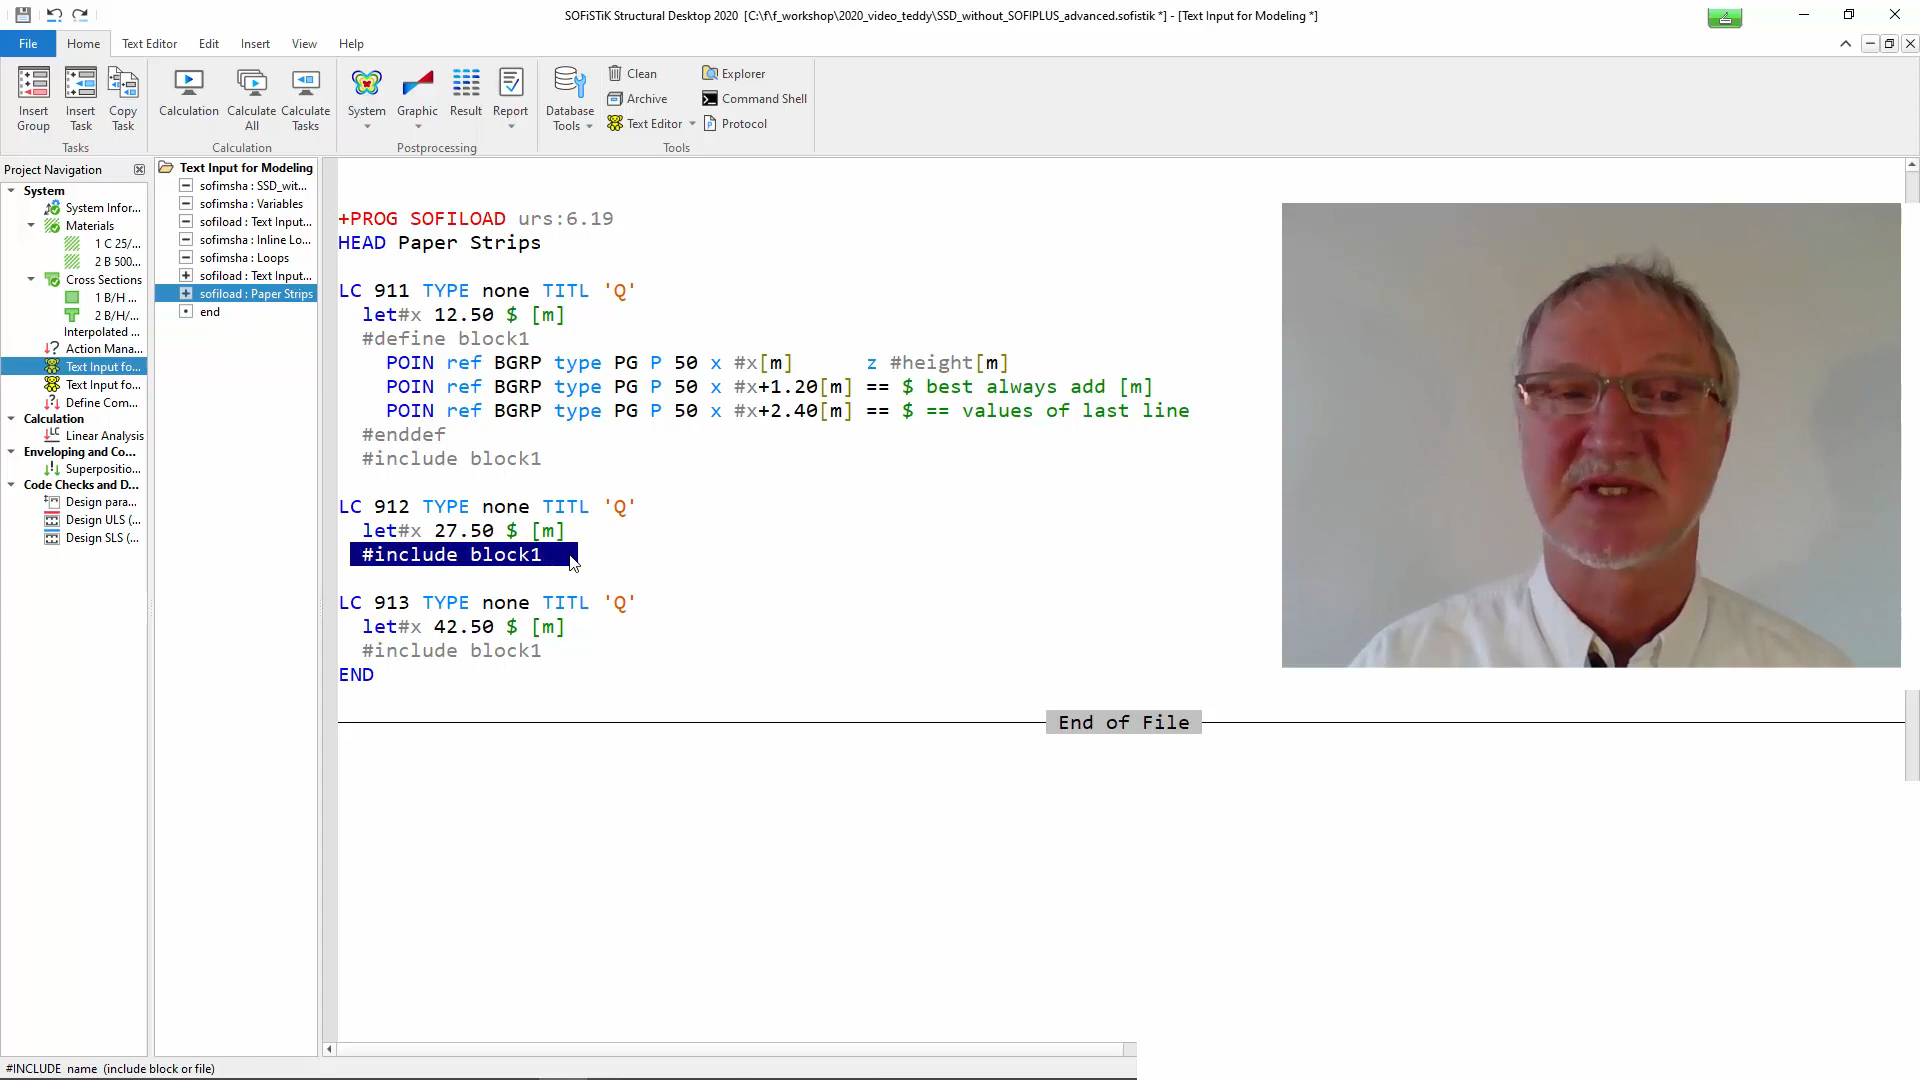 SOFiSTiK Structural Desktop 2020 [C:\f\f_workshop\2020_video_teddy\SSD_without_SOFIPLUS_advanced.sofistik *] - [Text Input for Modeling *]
File Home Text Editor Edit Insert View Help
Insert Group
Insert Task
Copy Task
Calculation
Calculate All
Calculate Tasks
System
Graphic
Result
Report
Database Tools
Clean
Archive
Text Editor
Explorer
Command Shell
Protocol
Tasks
Calculation
Postprocessing
Tools
Project Navigation
System
System Infor...
Materials
1 C 25/...
2 B 500...
Cross Sections
1 B/H ...
2 B/H/...
Interpolated ...
Action Mana...
Text Input fo...
Text Input fo...
Define Com...
Calculation
Linear Analysis
Enveloping and Co...
Superpositio...
Code Checks and D...
Design para...
Design ULS (...
Design SLS (...
Text Input for Modeling
sofimsha : SSD_wit...
sofimsha : Variables
sofiload : Text Input...
sofimsha : Inline Lo...
sofimsha : Loops
sofiload : Text Input...
sofiload : Paper Strips
end
+PROG SOFILOAD urs:6.19
HEAD Paper Strips
LC 911 TYPE none TITL 'Q'
let#x 12.50 $ [m]
#define block1
POIN ref BGRP type PG P 50 x #x[m] z #height[m]
POIN ref BGRP type PG P 50 x #x+1.20[m] == $ best always add [m]
POIN ref BGRP type PG P 50 x #x+2.40[m] == $ == values of last line
#enddef
#include block1
LC 912 TYPE none TITL 'Q'
let#x 27.50 $ [m]
#include block1
LC 913 TYPE none TITL 'Q'
let#x 42.50 $ [m]
#include block1
END
End of File
#INCLUDE name (include block or file)